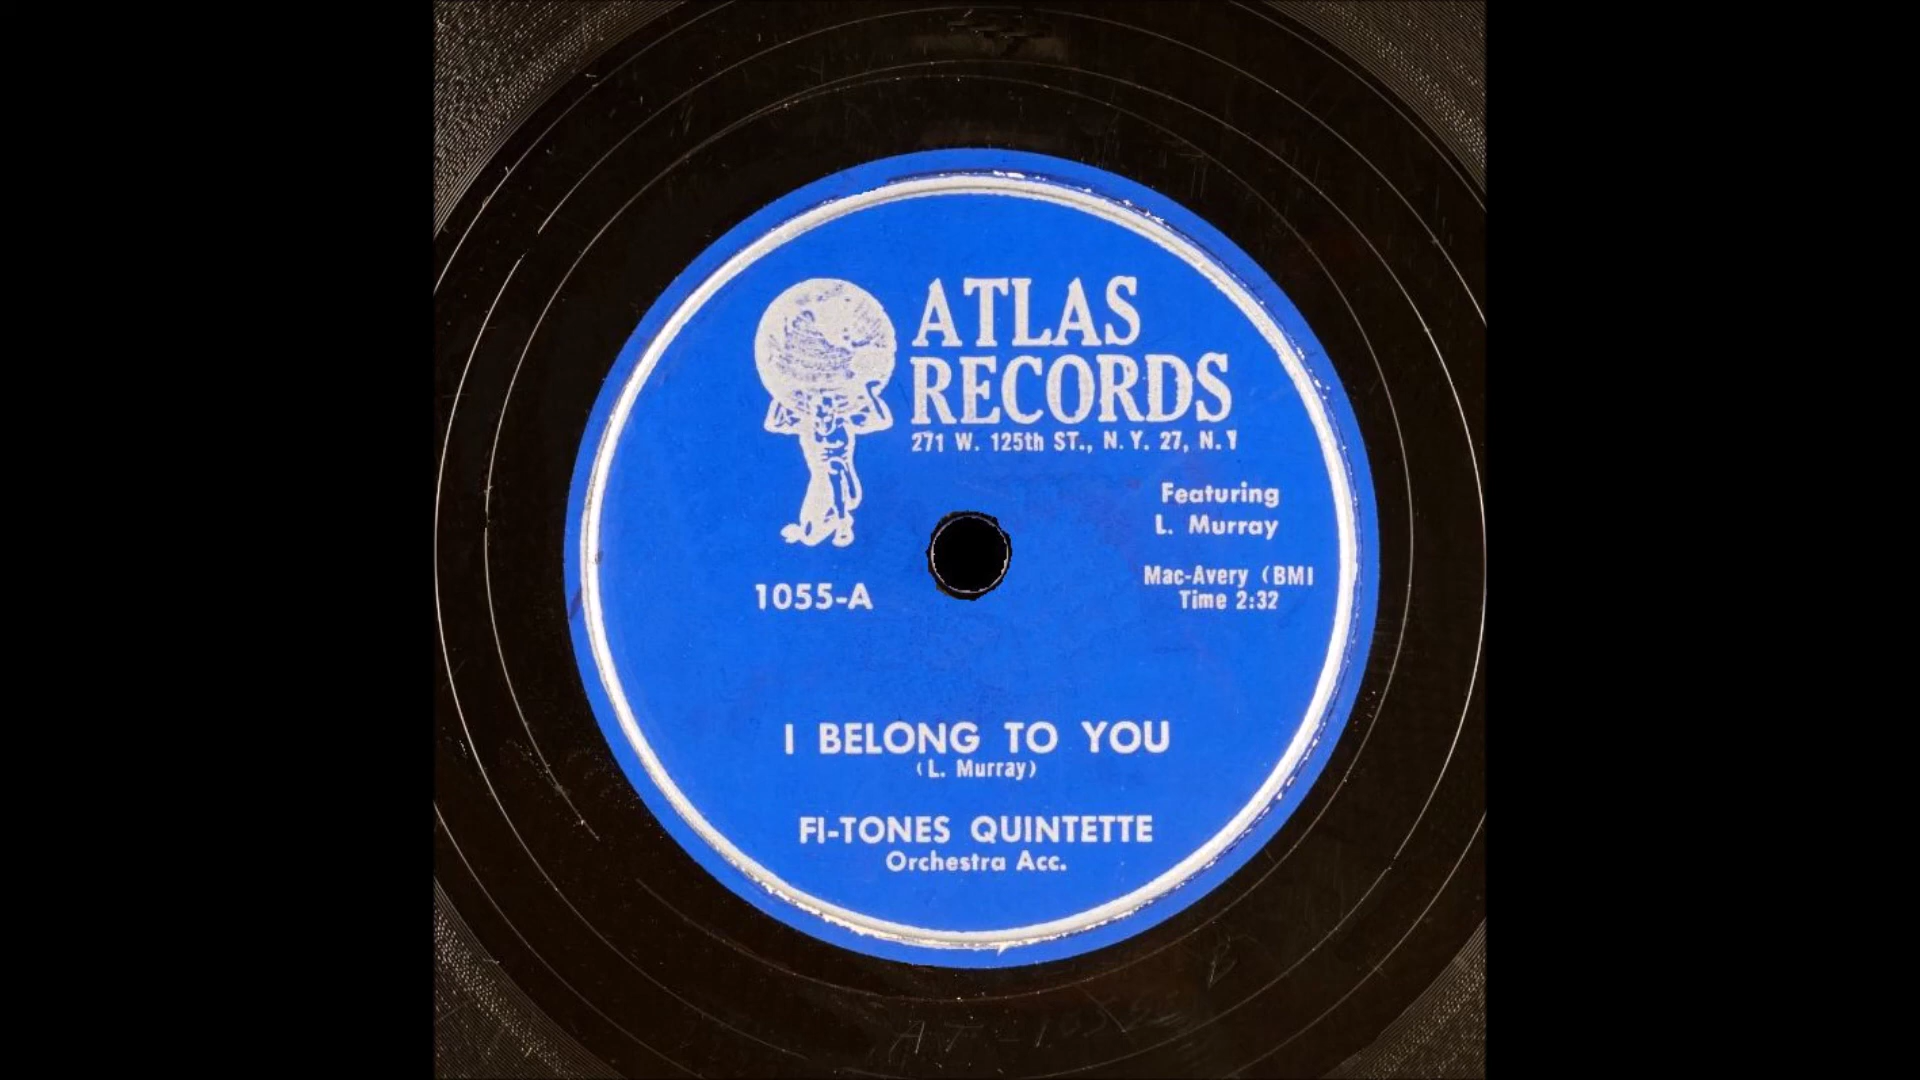 ATLAS
RECORDS
271 W. 125th ST., N. Y. 27, N. Y
Featuring
L. Murray
Mac-Avery (BMI
Time 2:32
1055-A
I BELONG TO YOU
(L. Murray)
FI-TONES QUINTETTE
Orchestra Acc.